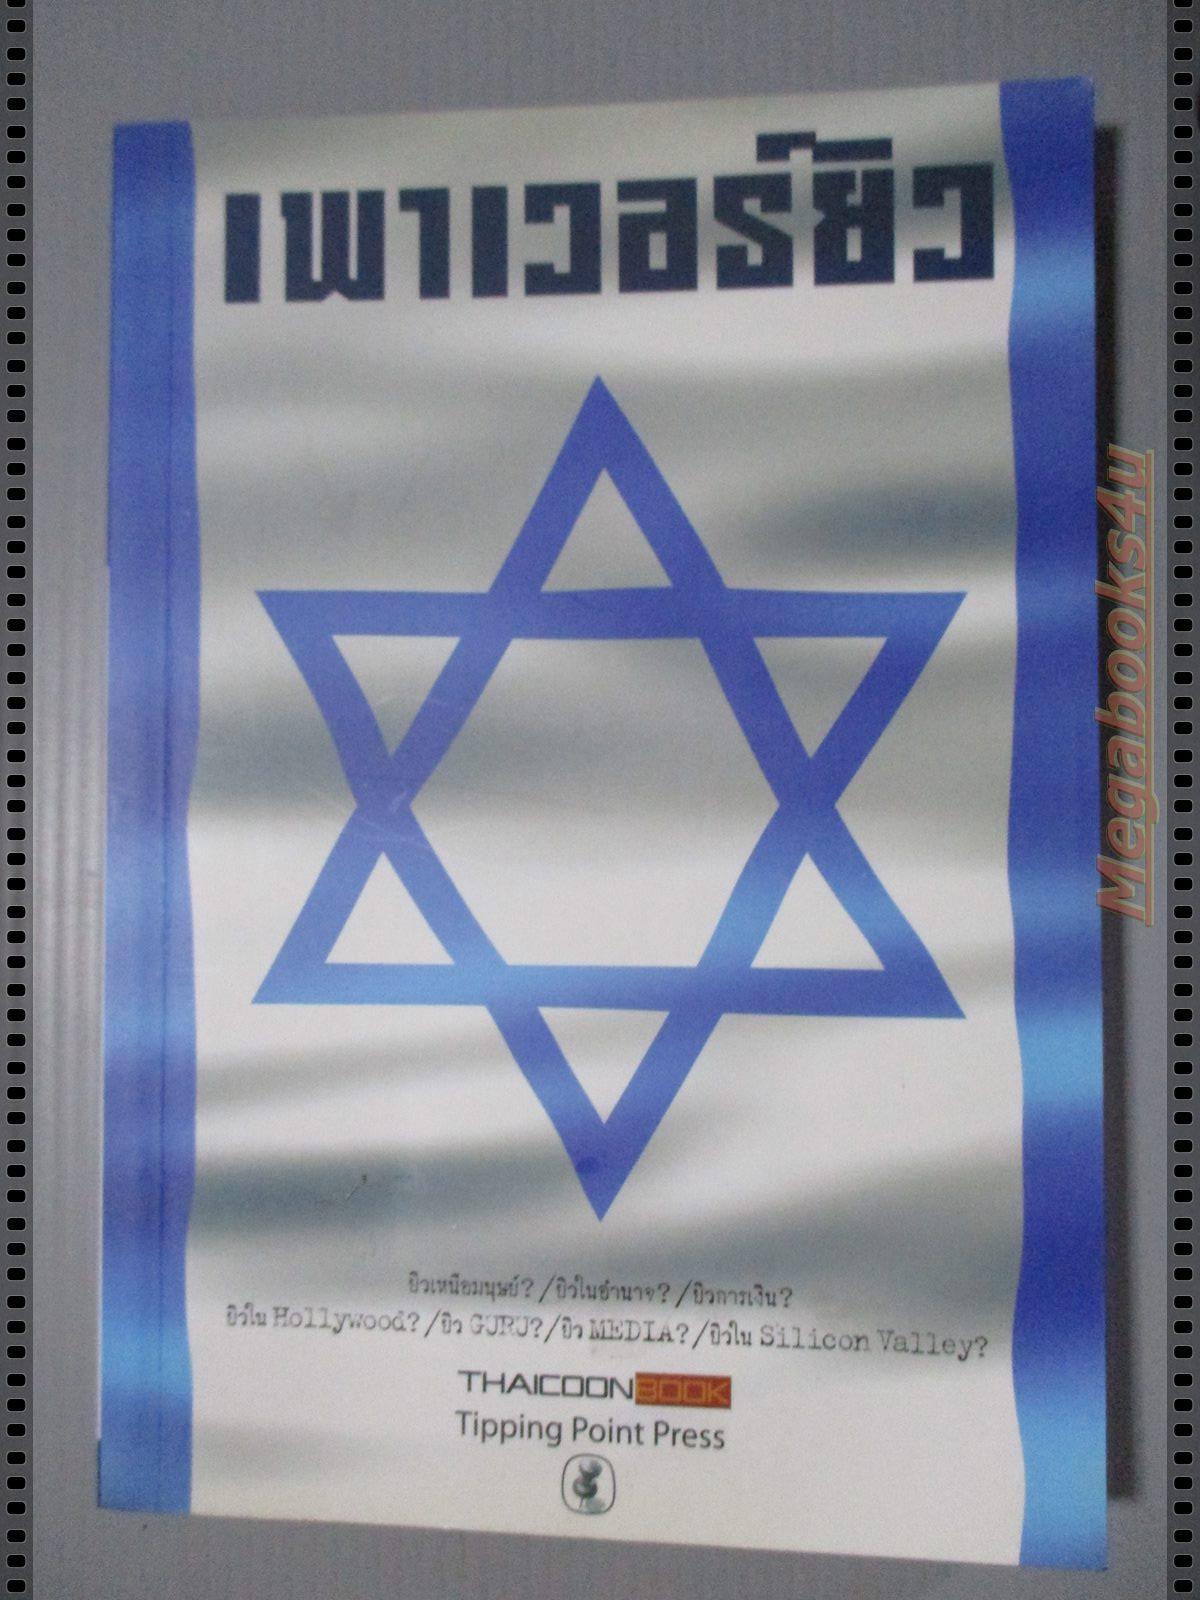 เพาเวอร์ยิว
ยิวเหนือมนุษย์? /ยิวในอำนาจ? /ยิวการเงิน?
ยิวใน Hollywood? /ยิว GURU?/ยิว MEDIA? /ยิวใน Silicon Valley?
THAICOONBOOK
Tipping Point Press
Megabooks4u